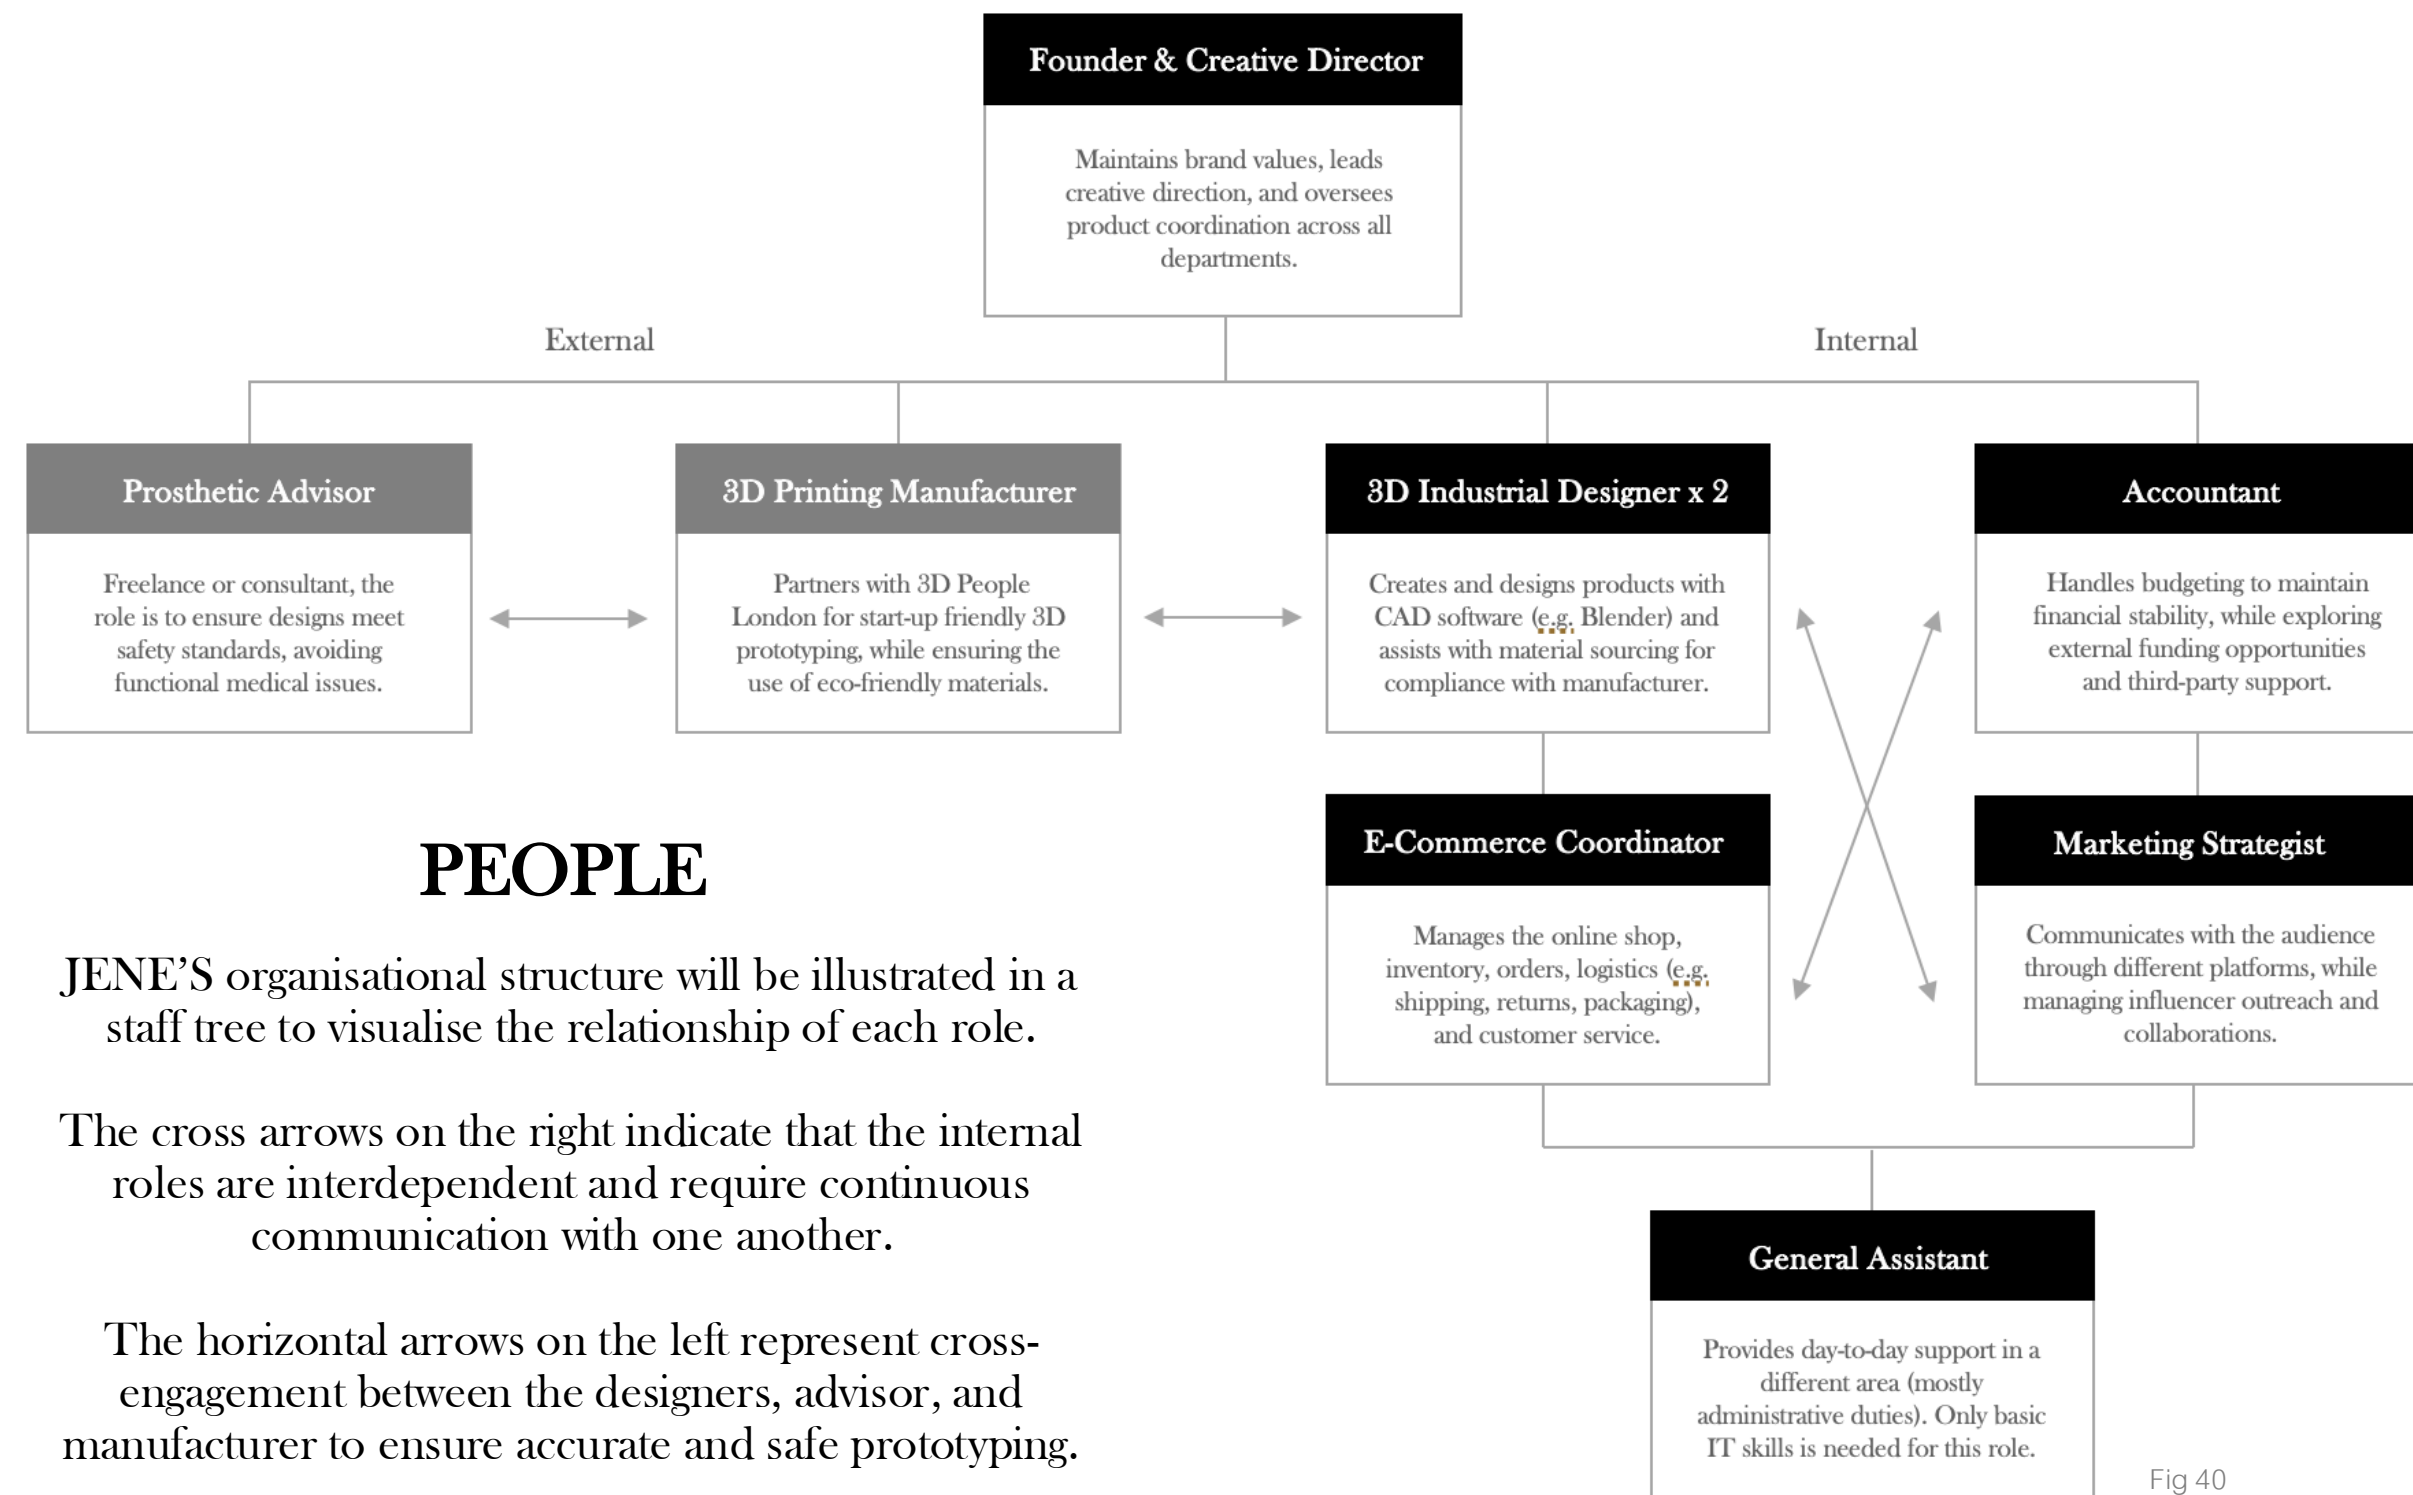 Founder & Creative Director
Maintains brand values, leads
creative direction, and oversees
product coordination across all
departments.
External
Internal
Prosthetic Advisor
Freelance or consultant, the
role is to ensure designs meet
safety standards, avoiding
functional medical issues.
3D Printing Manufacturer
Partners with 3D People
London for start-up friendly 3D
prototyping, while ensuring the
use of eco-friendly materials.
3D Industrial Designer x 2
Creates and designs products with
CAD software (e.g. Blender) and
assists with material sourcing for
compliance with manufacturer.
Accountant
Handles budgeting to maintain
financial stability, while exploring
external funding opportunities
and third-party support.
E-Commerce Coordinator
Manages the online shop,
inventory, orders, logistics (e.g.
shipping, returns, packaging),
and customer service.
Marketing Strategist
Communicates with the audience
through different platforms, while
managing influencer outreach and
collaborations.
General Assistant
Provides day-to-day support in a
different area (mostly
administrative duties). Only basic
IT skills is needed for this role.
PEOPLE
JENE’S organisational structure will be illustrated in a
staff tree to visualise the relationship of each role.
The cross arrows on the right indicate that the internal
roles are interdependent and require continuous
communication with one another.
The horizontal arrows on the left represent cross-
engagement between the designers, advisor, and
manufacturer to ensure accurate and safe prototyping.
Fig 40